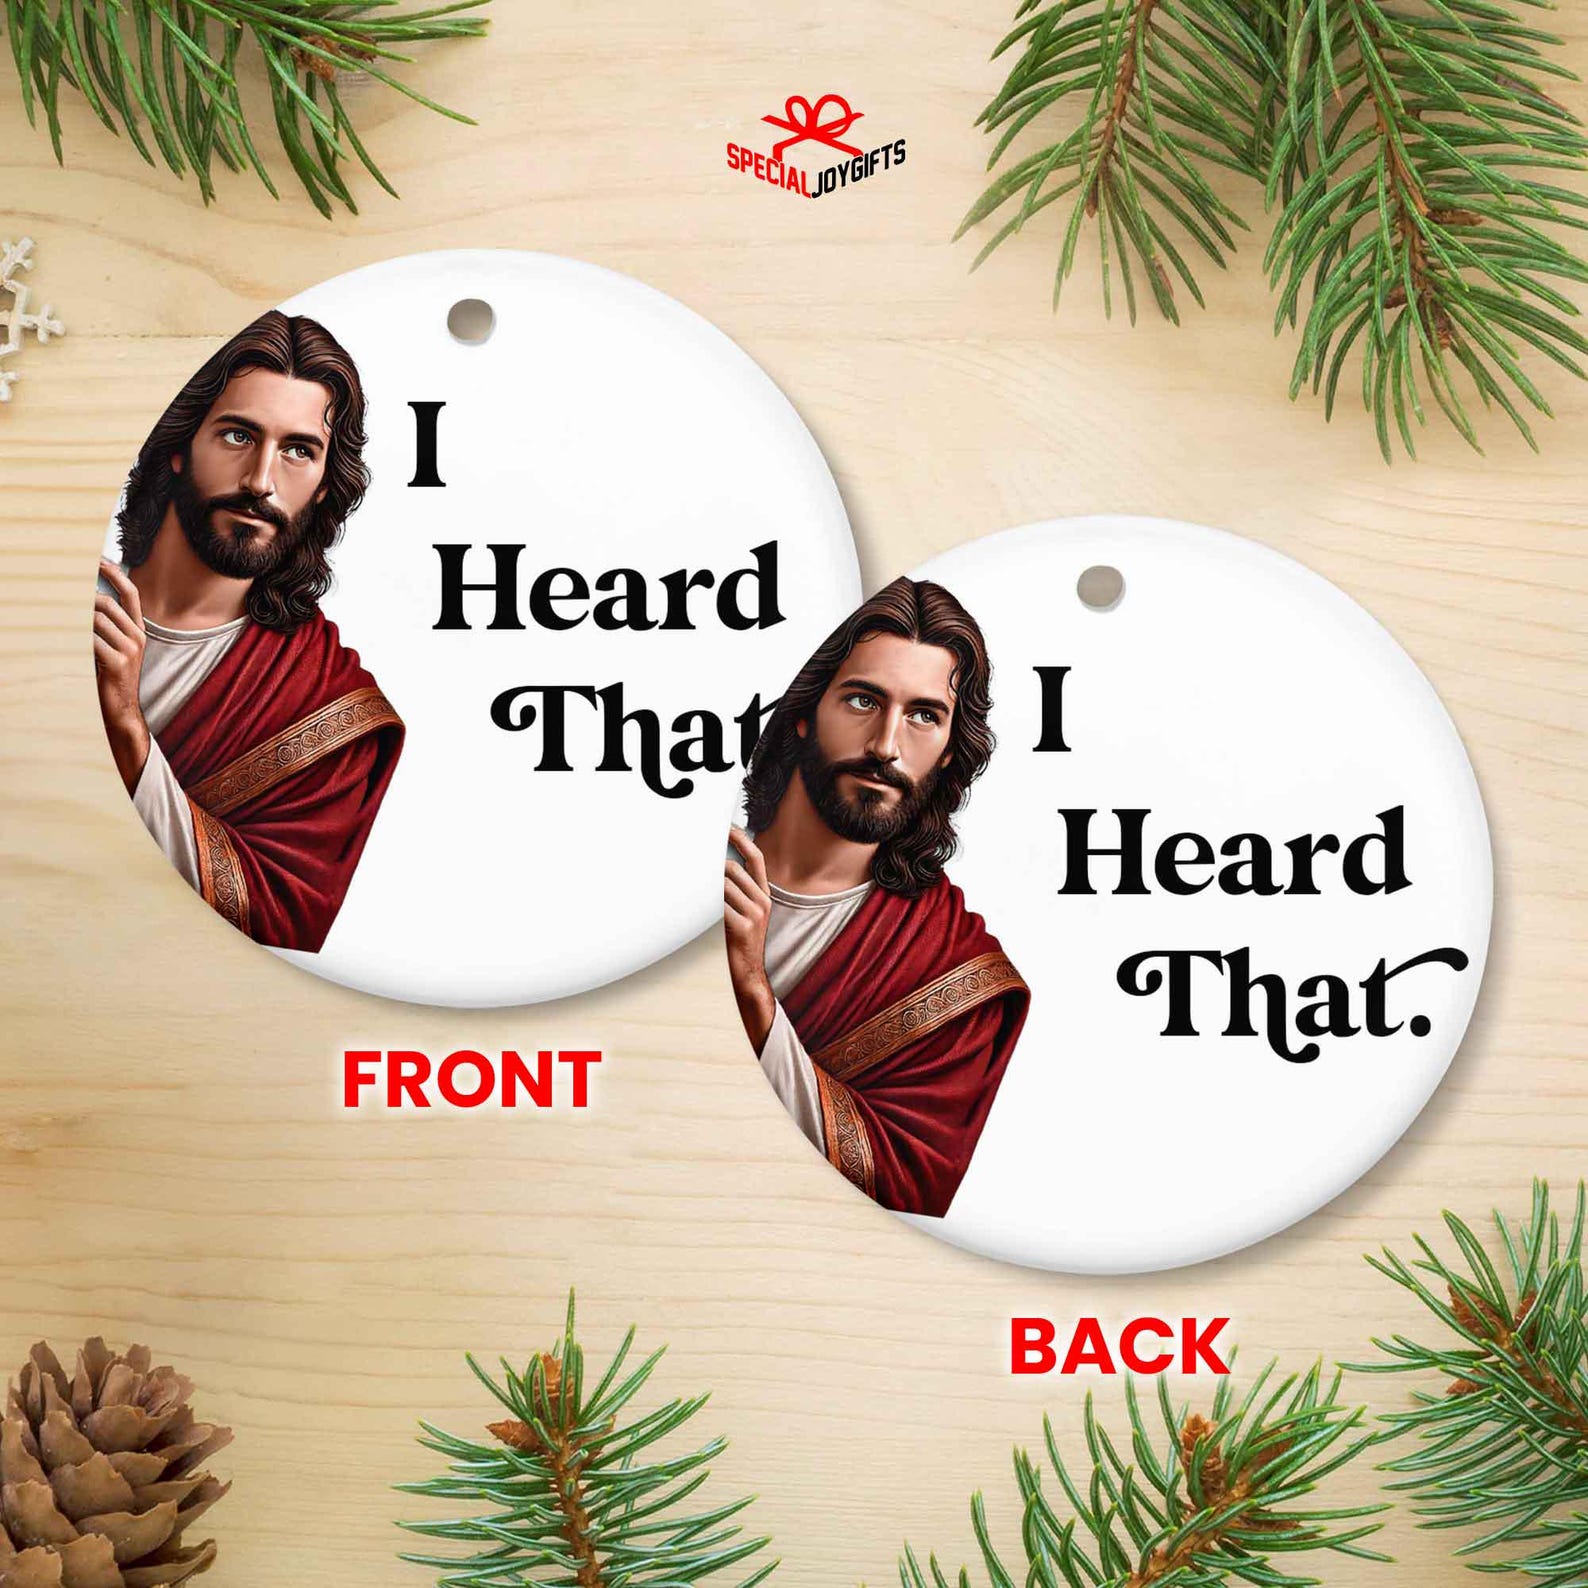 SPECIALJOYGIFTS
I
Heard
That
FRONT
I
Heard
That.
BACK